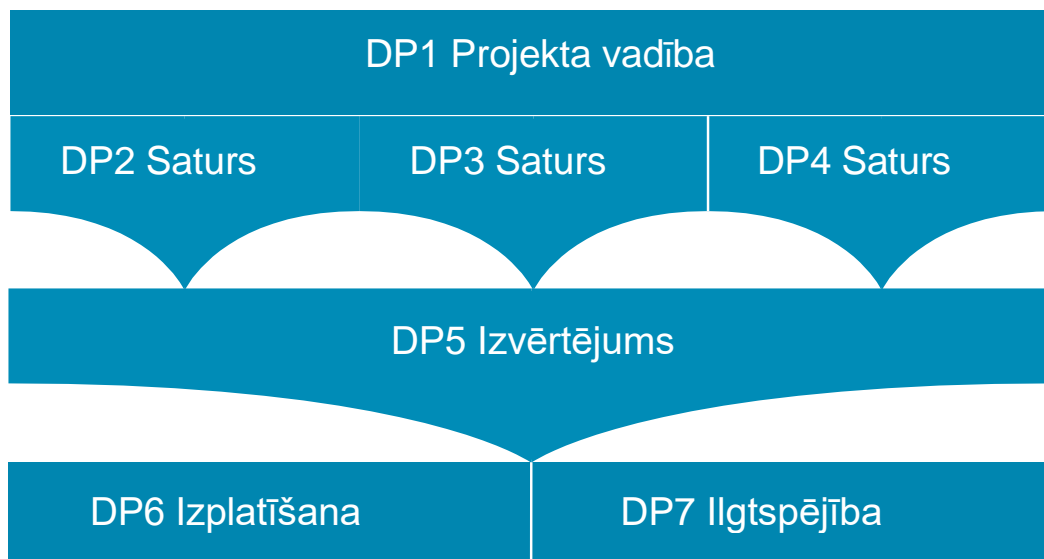 DP1 Projekta vadība
DP2 Saturs
DP3 Saturs
DP4 Saturs
DP5 Izvērtējums
DP6 Izplatīšana
DP7 Ilgtspējība